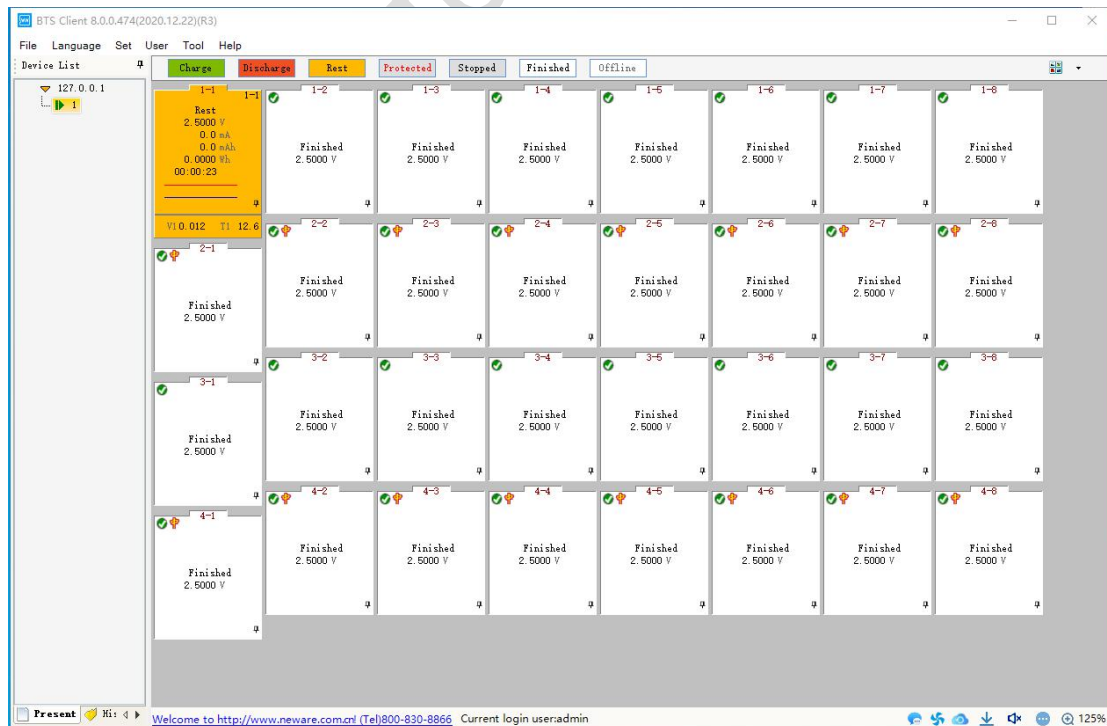 BTS Client 8.0.0.474(2020.12.22)(R3)
File Language Set User Tool Help
Device List
Charge Discharge Rest Protected Stopped Finished Offline
127.0.0.1
1
1-1 1-1
Rest
2.5000 V
0.0 mA
0.0 mAh
0.0000 Wh
00:00:23
V1 0.012 T1 12.6
1-2
Finished
2.5000 V
1-3
Finished
2.5000 V
1-4
Finished
2.5000 V
1-5
Finished
2.5000 V
1-6
Finished
2.5000 V
1-7
Finished
2.5000 V
1-8
Finished
2.5000 V
2-1
Finished
2.5000 V
2-2
Finished
2.5000 V
2-3
Finished
2.5000 V
2-4
Finished
2.5000 V
2-5
Finished
2.5000 V
2-6
Finished
2.5000 V
2-7
Finished
2.5000 V
2-8
Finished
2.5000 V
3-1
Finished
2.5000 V
3-2
Finished
2.5000 V
3-3
Finished
2.5000 V
3-4
Finished
2.5000 V
3-5
Finished
2.5000 V
3-6
Finished
2.5000 V
3-7
Finished
2.5000 V
3-8
Finished
2.5000 V
4-1
Finished
2.5000 V
4-2
Finished
2.5000 V
4-3
Finished
2.5000 V
4-4
Finished
2.5000 V
4-5
Finished
2.5000 V
4-6
Finished
2.5000 V
4-7
Finished
2.5000 V
4-8
Finished
2.5000 V
Present
Welcome to http://www.neware.com.cn! (Tel)800-830-8866 Current login user:admin
125%